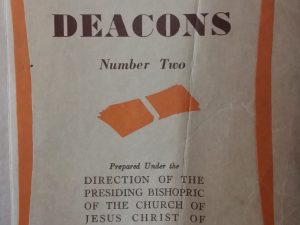 DEACONS
Number Two
Prepared Under the
DIRECTION OF THE
PRESIDING BISHOPRIC
OF THE CHURCH OF
JESUS CHRIST OF